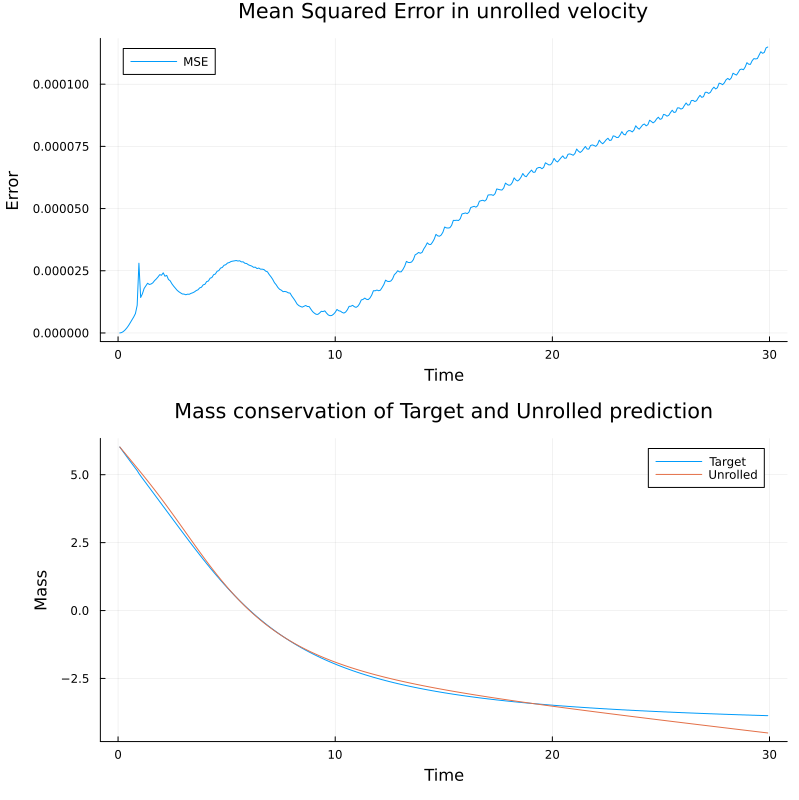 Mean Squared Error in unrolled velocity
MSE
0.000100
0.000075
0.000050
0.000025
0.000000
Error
0 10 20 30
Time
Mass conservation of Target and Unrolled prediction
Target
Unrolled
5.0
2.5
0.0
−2.5
Mass
0 10 20 30
Time